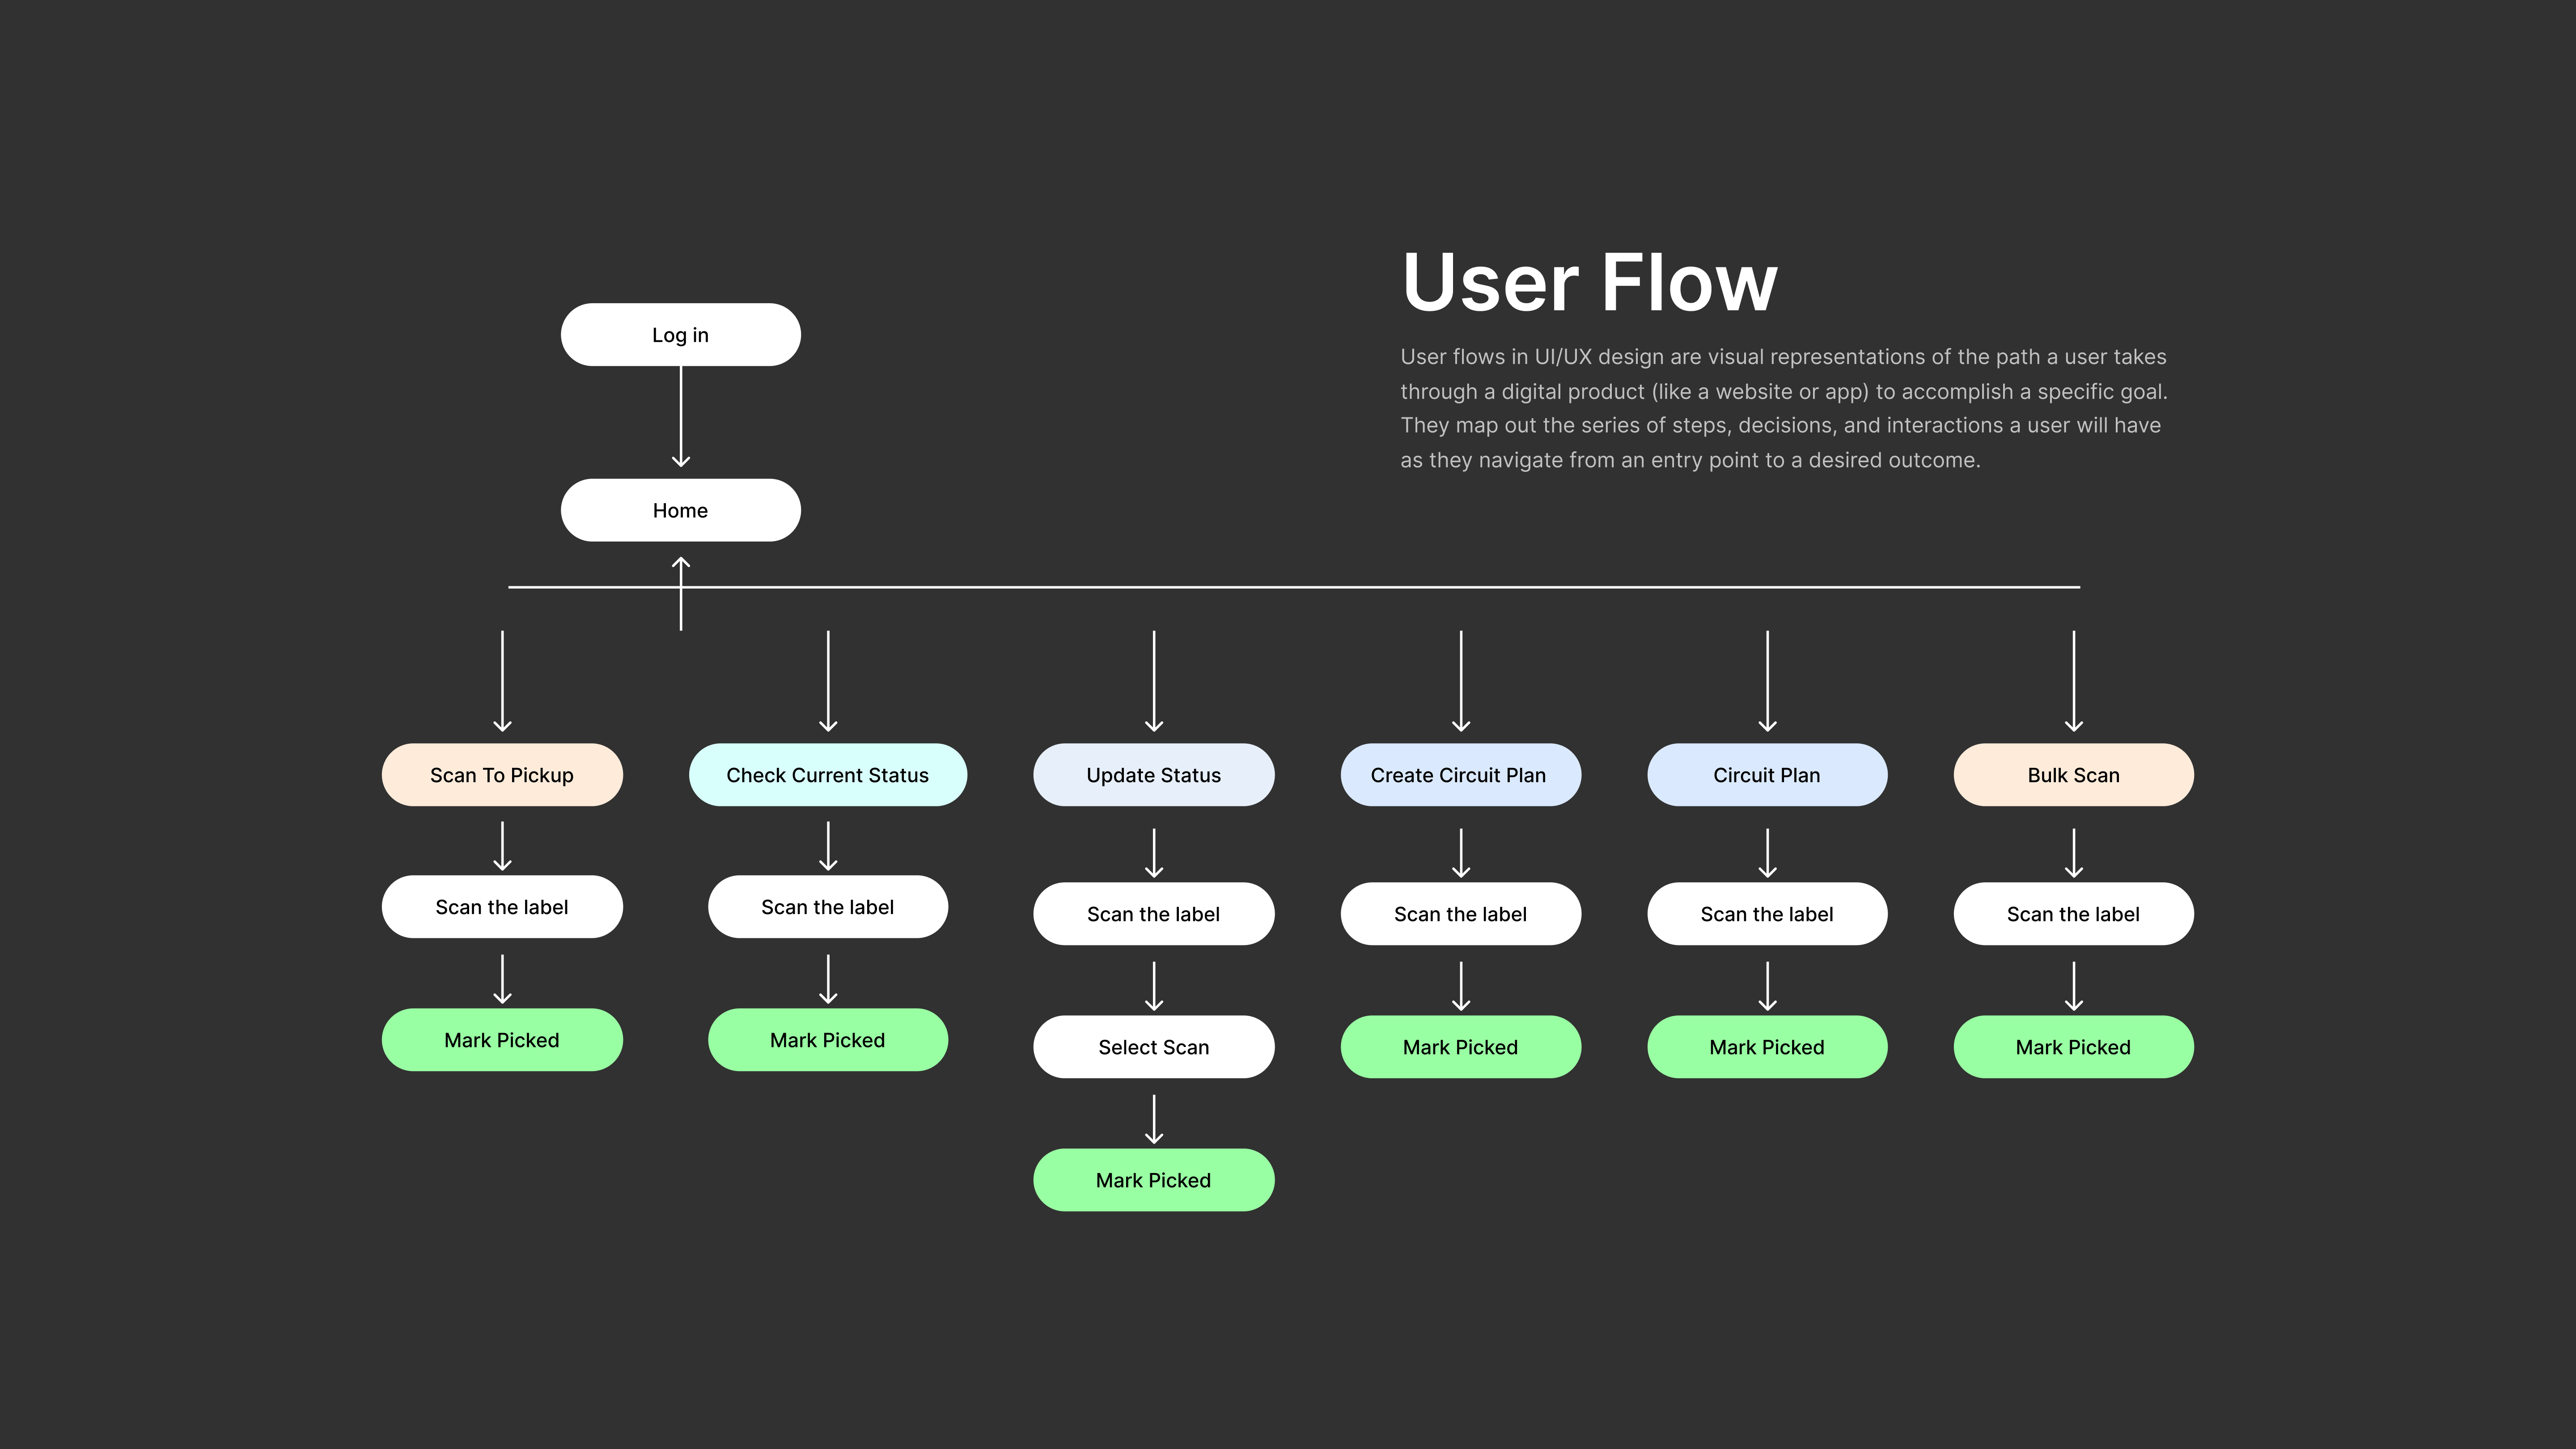 User Flow
User flows in UI/UX design are visual representations of the path a user takes
through a digital product (like a website or app) to accomplish a specific goal.
They map out the series of steps, decisions, and interactions a user will have
as they navigate from an entry point to a desired outcome.
Log in
Home
Scan To Pickup
Check Current Status
Update Status
Create Circuit Plan
Circuit Plan
Bulk Scan
Scan the label
Scan the label
Scan the label
Scan the label
Scan the label
Scan the label
Mark Picked
Mark Picked
Select Scan
Mark Picked
Mark Picked
Mark Picked
Mark Picked